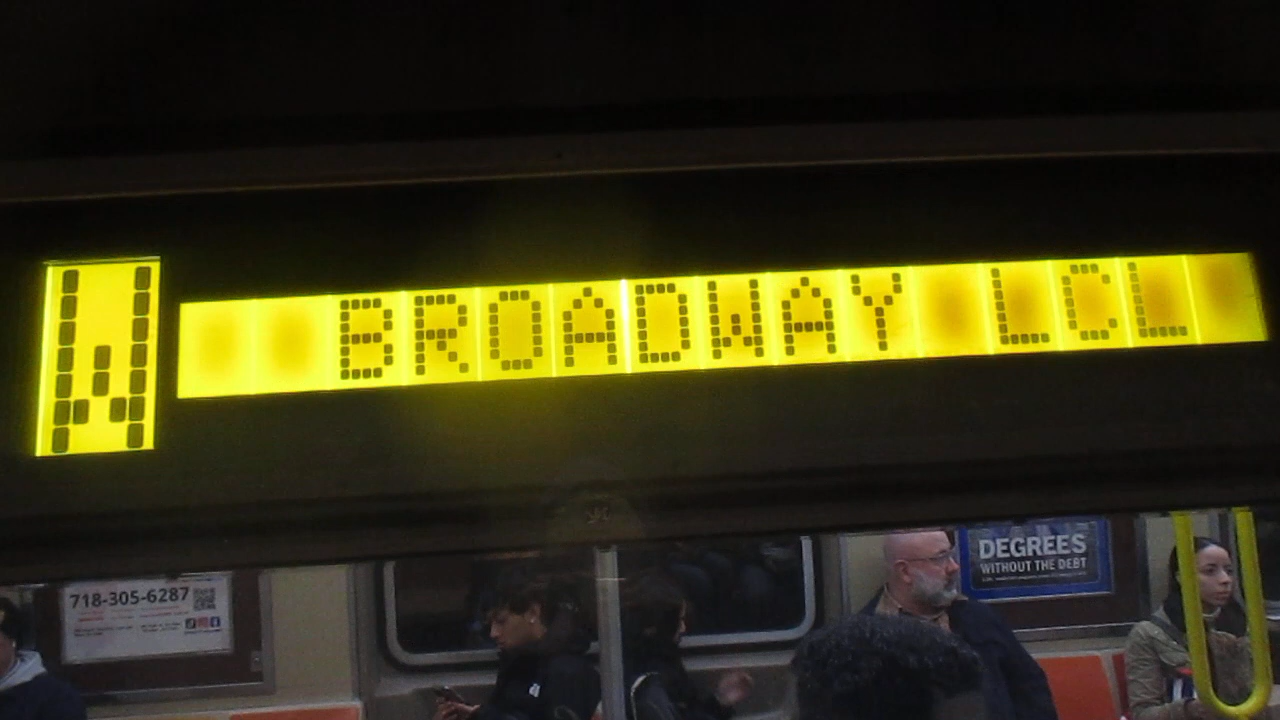 W BROADWAY LCL
718-305-6287
DEGREES
WITHOUT THE DEBT